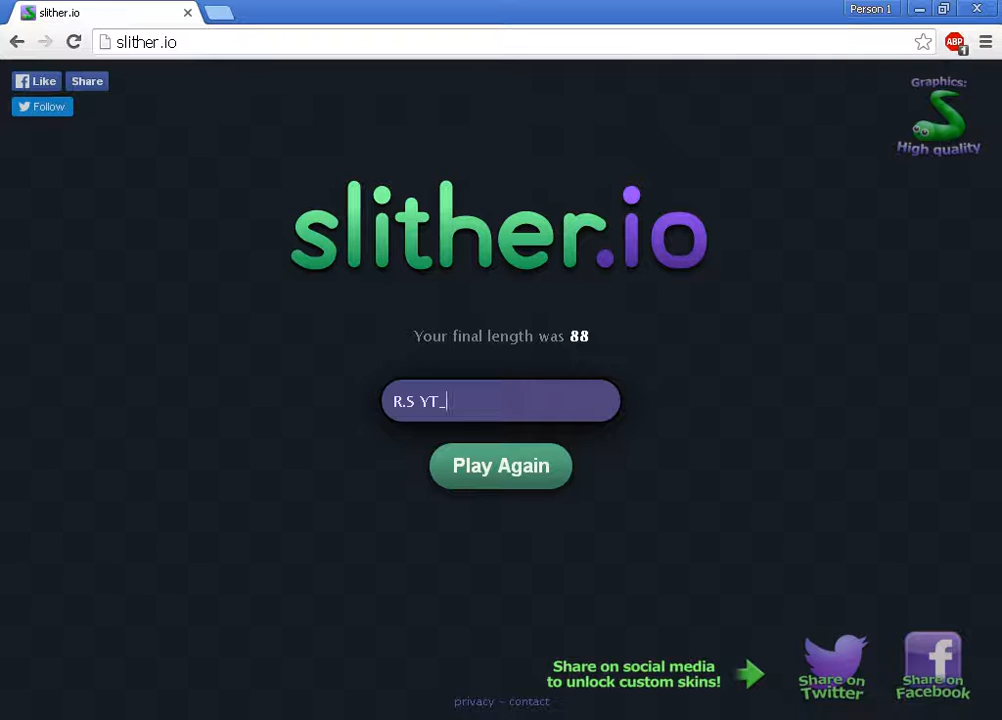 slither.io
Person 1
slither.io
ABP
1
Like Share
Follow
Graphics:
High quality
slither.io
Your final length was 88
R.S YT_
Play Again
Share on social media
to unlock custom skins!
Share on
Twitter
Share on
Facebook
privacy ~ contact